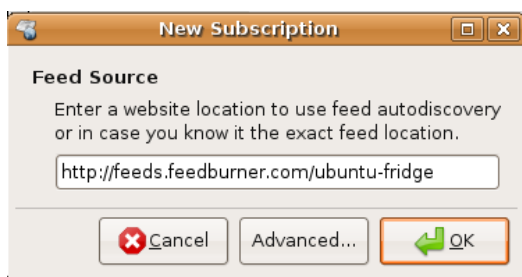 New Subscription
Feed Source
Enter a website location to use feed autodiscovery
or in case you know it the exact feed location.
http://feeds.feedburner.com/ubuntu-fridge
Cancel
Advanced...
OK